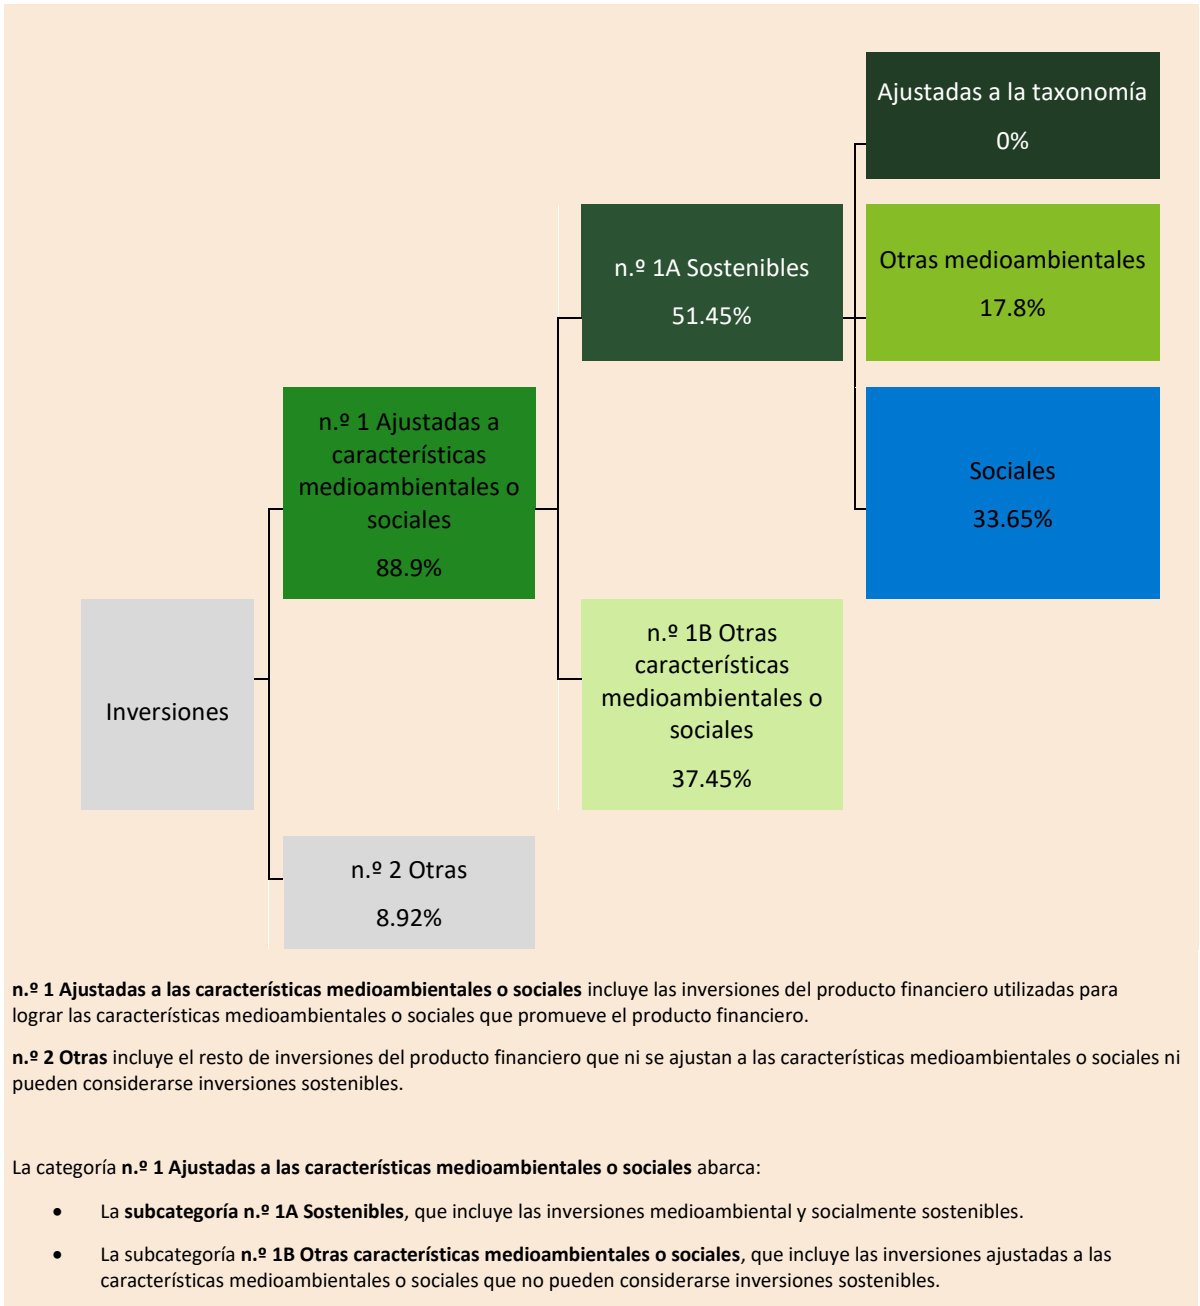 Ajustadas a la taxonomía
0%
Otras medioambientales
17.8%
Sociales
33.65%
n.º 1A Sostenibles
51.45%
n.º 1 Ajustadas a
características
medioambientales o
sociales
88.9%
n.º 1B Otras
características
medioambientales o
sociales
37.45%
Inversiones
n.º 2 Otras
8.92%
n.º 1 Ajustadas a las características medioambientales o sociales incluye las inversiones del producto financiero utilizadas para
lograr las características medioambientales o sociales que promueve el producto financiero.
n.º 2 Otras incluye el resto de inversiones del producto financiero que ni se ajustan a las características medioambientales o sociales ni
pueden considerarse inversiones sostenibles.
La categoría n.º 1 Ajustadas a las características medioambientales o sociales abarca:
• La subcategoría n.º 1A Sostenibles, que incluye las inversiones medioambiental y socialmente sostenibles.
• La subcategoría n.º 1B Otras características medioambientales o sociales, que incluye las inversiones ajustadas a las
características medioambientales o sociales que no pueden considerarse inversiones sostenibles.